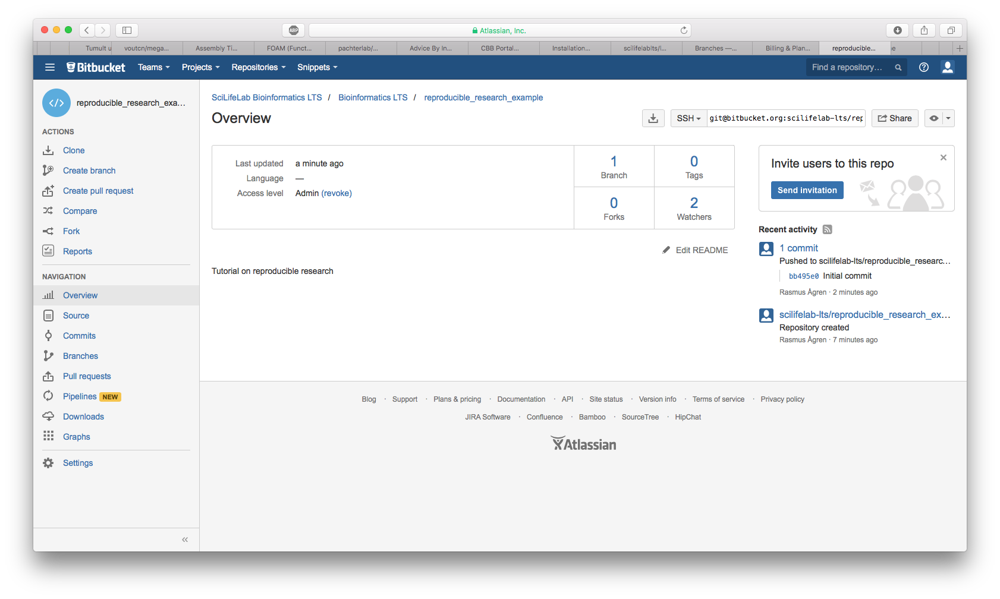 ABP
Atlassian, Inc.
Tumult u
voutcn/mega...
Assembly Ti...
FOAM (Funct...
pachterlab/...
Advice By In...
CBB Portal...
Installation...
scilifelablts/l...
Branches —...
Billing & Plan...
reproducible...
Bitbucket
Teams
Projects
Repositories
Snippets
Find a repository...
</>
reproducible_research_exa...
ACTIONS
Clone
Create branch
Create pull request
Compare
Fork
Reports
NAVIGATION
Overview
Source
Commits
Branches
Pull requests
Pipelines NEW
Downloads
Graphs
Settings
SciLifeLab Bioinformatics LTS / Bioinformatics LTS / reproducible_research_example
Overview
SSH
git@bitbucket.org:scilifelab-lts/rep
Share
Last updated a minute ago
Language —
Access level Admin (revoke)
1
Branch
0
Tags
0
Forks
2
Watchers
Edit README
Tutorial on reproducible research
Invite users to this repo
Send invitation
Recent activity
1 commit
Pushed to scilifelab-lts/reproducible_researc...
bb495e0 Initial commit
Rasmus Ågren · 2 minutes ago
scilifelab-lts/reproducible_research_ex...
Repository created
Rasmus Ågren · 7 minutes ago
Blog · Support · Plans & pricing · Documentation · API · Site status · Version info · Terms of service · Privacy policy
JIRA Software · Confluence · Bamboo · SourceTree · HipChat
Atlassian